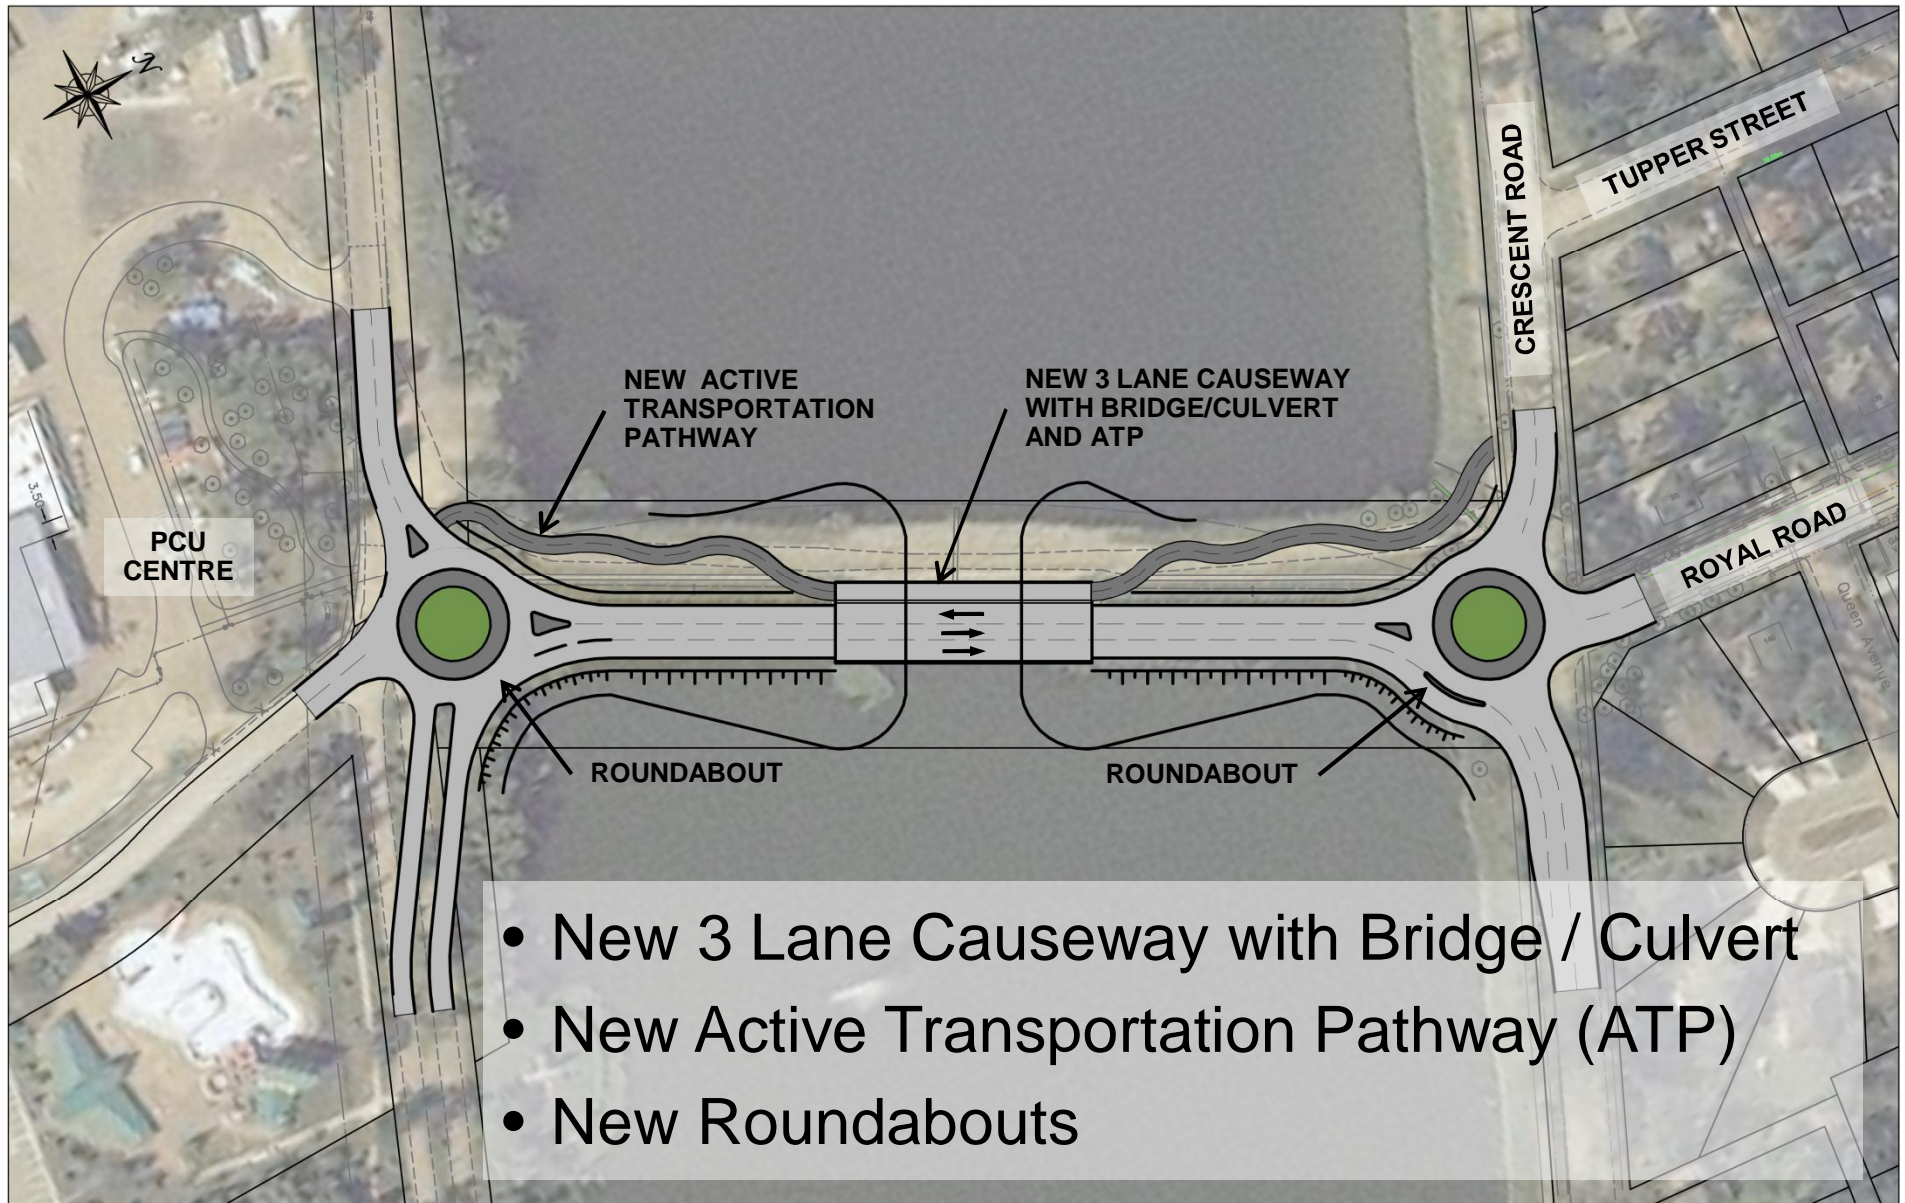 N
CRESCENT ROAD
TUPPER STREET
NEW ACTIVE
TRANSPORTATION
PATHWAY
NEW 3 LANE CAUSEWAY
WITH BRIDGE/CULVERT
AND ATP
3.50
PCU
CENTRE
ROYAL ROAD
Queen Avenue
ROUNDABOUT
ROUNDABOUT
• New 3 Lane Causeway with Bridge / Culvert
• New Active Transportation Pathway (ATP)
• New Roundabouts